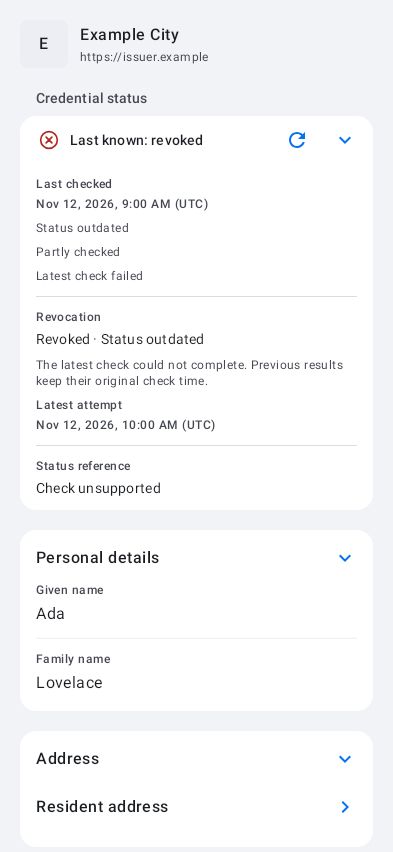 E
Example City
https://issuer.example
Credential status
Last known: revoked
Last checked
Nov 12, 2026, 9:00 AM (UTC)
Status outdated
Partly checked
Latest check failed
Revocation
Revoked · Status outdated
The latest check could not complete. Previous results
keep their original check time.
Latest attempt
Nov 12, 2026, 10:00 AM (UTC)
Status reference
Check unsupported
Personal details
Given name
Ada
Family name
Lovelace
Address
Resident address